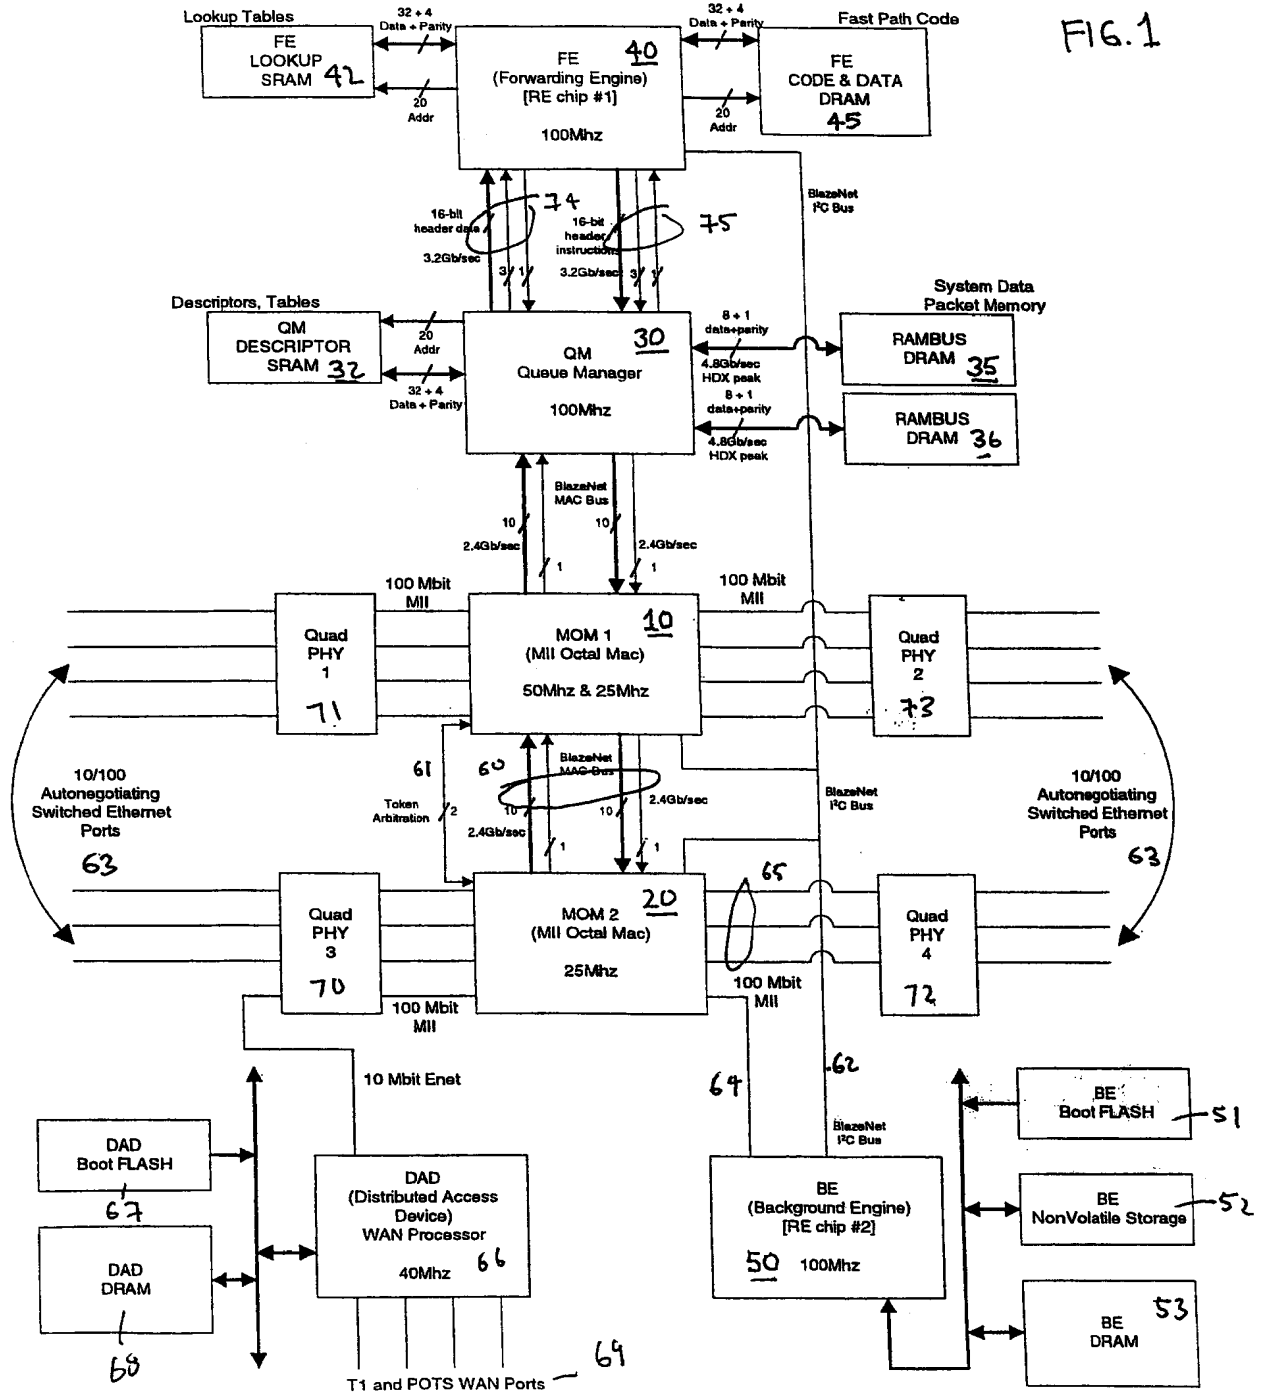 FIG.1
Lookup Tables
32 + 4
Data + Parity
FE
LOOKUP
SRAM 42
20
Addr
40
FE
(Forwarding Engine)
[RE chip #1]
100Mhz
32 + 4
Data + Parity
20
Addr
Fast Path Code
FE
CODE & DATA
DRAM
45
BlazeNet
I²C Bus
16-bit
header data
3.2Gb/sec
3
1
74
16-bit
header
instructions
3.2Gb/sec
3
1
75
Descriptors, Tables
QM
DESCRIPTOR
SRAM 32
20
Addr
32 + 4
Data + Parity
30
QM
Queue Manager
100Mhz
8 + 1
data+parity
4.8Gb/sec
HDX peak
8 + 1
data+parity
4.8Gb/sec
HDX peak
System Data
Packet Memory
RAMBUS
DRAM 35
RAMBUS
DRAM 36
BlazeNet
MAC Bus
10
2.4Gb/sec
1
10
2.4Gb/sec
1
100 Mbit
MII
100 Mbit
MII
Quad
PHY
1
71
10
MOM 1
(MII Octal Mac)
50Mhz & 25Mhz
Quad
PHY
2
73
10/100
Autonegotiating
Switched Ethernet
Ports
63
61
Token
Arbitration
2
60
BlazeNet
MAC Bus
10
2.4Gb/sec
1
10
2.4Gb/sec
1
BlazeNet
I²C Bus
10/100
Autonegotiating
Switched Ethernet
Ports
63
Quad
PHY
3
70
20
MOM 2
(MII Octal Mac)
25Mhz
65
Quad
PHY
4
72
100 Mbit
MII
100 Mbit
MII
10 Mbit Enet
64
62
BlazeNet
I²C Bus
DAD
Boot FLASH
67
DAD
DRAM
68
DAD
(Distributed Access
Device)
WAN Processor
40Mhz 66
T1 and POTS WAN Ports
69
BE
(Background Engine)
[RE chip #2]
50 100Mhz
BE
Boot FLASH
51
BE
NonVolatile Storage
52
BE
DRAM
53